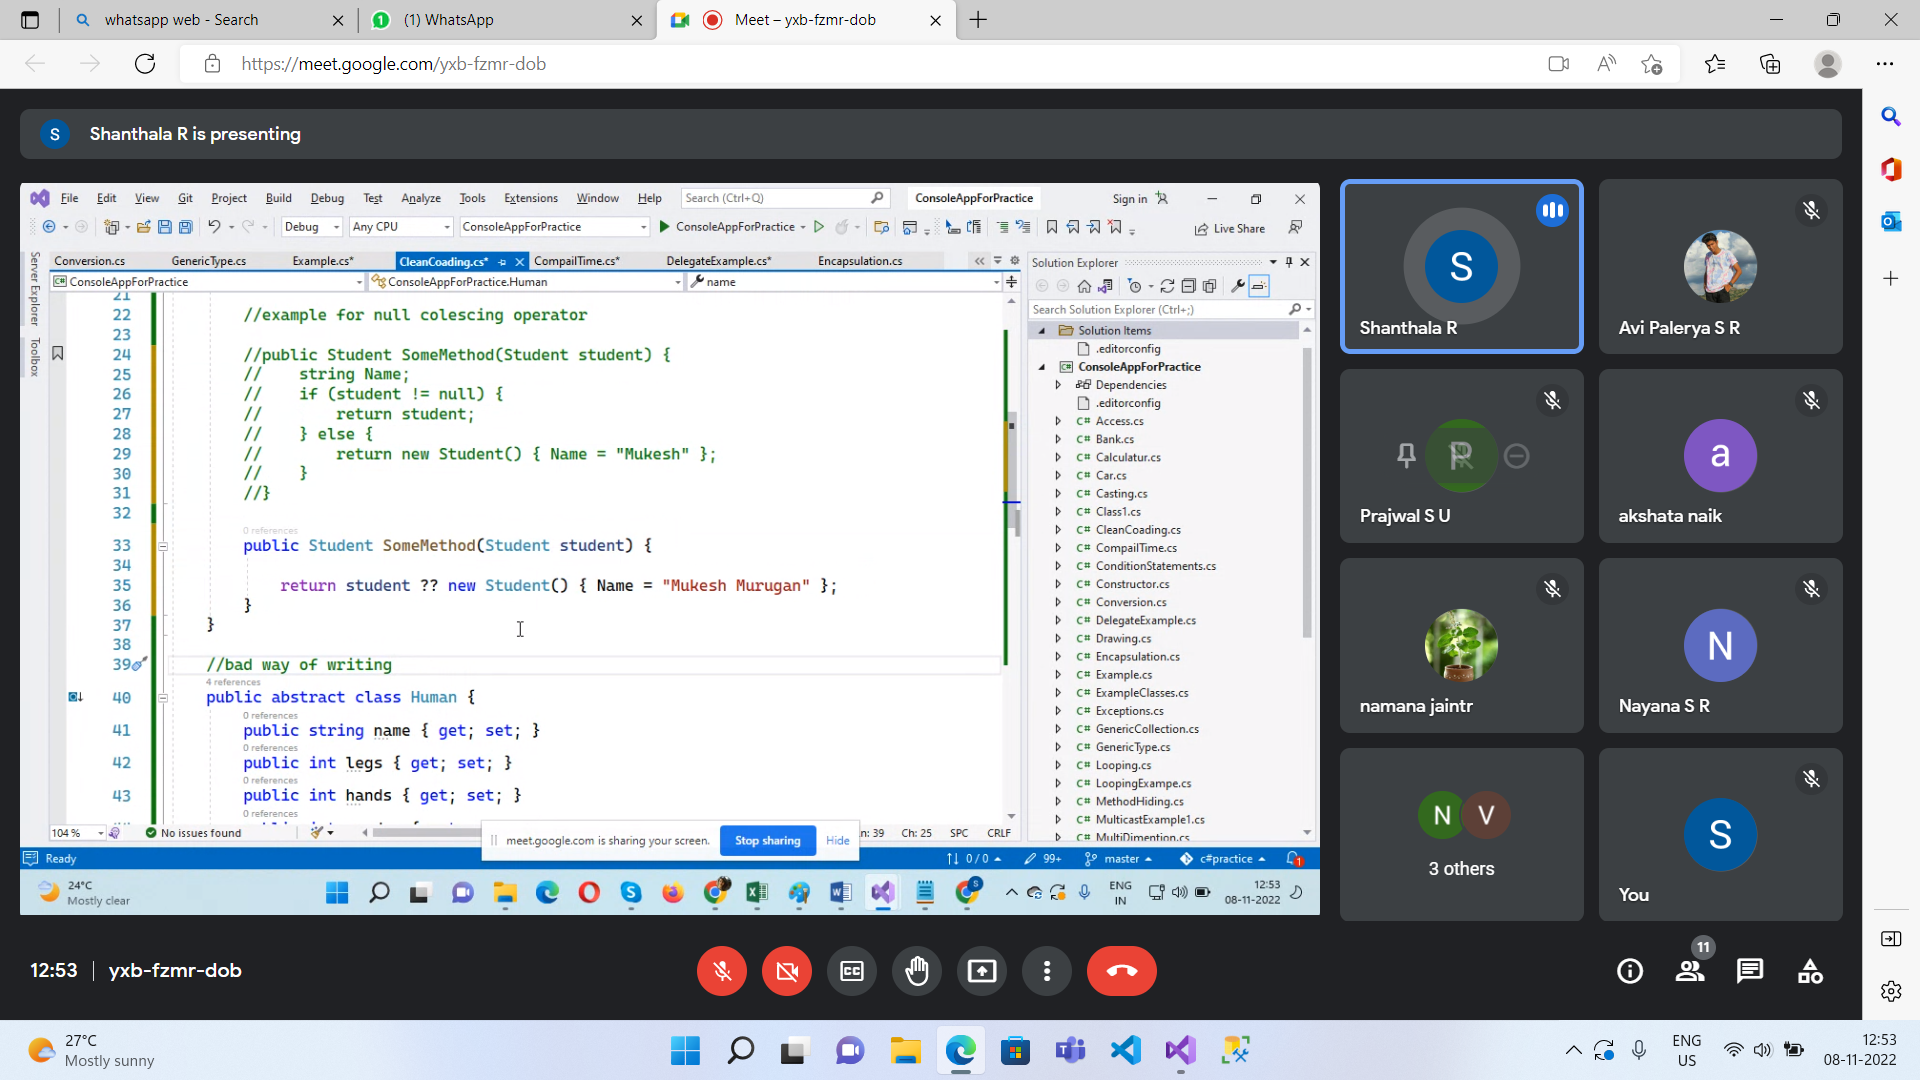 whatsapp web - Search
(1) WhatsApp
Meet – yxb-fzmr-dob
https://meet.google.com/yxb-fzmr-dob
S Shanthala R is presenting
File Edit View Git Project Build Debug Test Analyze Tools Extensions Window Help Search (Ctrl+Q) ConsoleAppForPractice Sign in
Debug Any CPU ConsoleAppForPractice ConsoleAppForPractice Live Share
Server Explorer
Toolbox
Conversion.cs GenericType.cs Example.cs* CleanCoading.cs* CompailTime.cs* DelegateExample.cs* Encapsulation.cs
ConsoleAppForPractice ConsoleAppForPractice.Human name
21
22 //example for null colescing operator
23
24 //public Student SomeMethod(Student student) {
25 // string Name;
26 // if (student != null) {
27 // return student;
28 // } else {
29 // return new Student() { Name = "Mukesh" };
30 // }
31 //}
32
0 references
33 public Student SomeMethod(Student student) {
34
35 return student ?? new Student() { Name = "Mukesh Murugan" };
36 }
37 }
38
39 //bad way of writing
4 references
40 public abstract class Human {
0 references
41 public string name { get; set; }
0 references
42 public int legs { get; set; }
0 references
43 public int hands { get; set; }
0 references
104 % No issues found Ln: 39 Ch: 25 SPC CRLF
meet.google.com is sharing your screen. Stop sharing Hide
Ready 0 / 0 99+ master c#practice 1
Solution Explorer
Search Solution Explorer (Ctrl+;)
Solution Items
.editorconfig
ConsoleAppForPractice
Dependencies
.editorconfig
C# Access.cs
C# Bank.cs
C# Calculatur.cs
C# Car.cs
C# Casting.cs
C# Class1.cs
C# CleanCoading.cs
C# CompailTime.cs
C# ConditionStatements.cs
C# Constructor.cs
C# Conversion.cs
C# DelegateExample.cs
C# Drawing.cs
C# Encapsulation.cs
C# Example.cs
C# ExampleClasses.cs
C# Exceptions.cs
C# GenericCollection.cs
C# GenericType.cs
C# Looping.cs
C# LoopingExampe.cs
C# MethodHiding.cs
C# MulticastExample1.cs
C# MultiDimention.cs
24°C
Mostly clear
ENG
IN
12:53
08-11-2022
S
Shanthala R
Avi Palerya S R
P
Prajwal S U
a
akshata naik
namana jaintr
N
Nayana S R
N V
3 others
S
You
12:53 | yxb-fzmr-dob
CC
11
27°C
Mostly sunny
ENG
US
12:53
08-11-2022